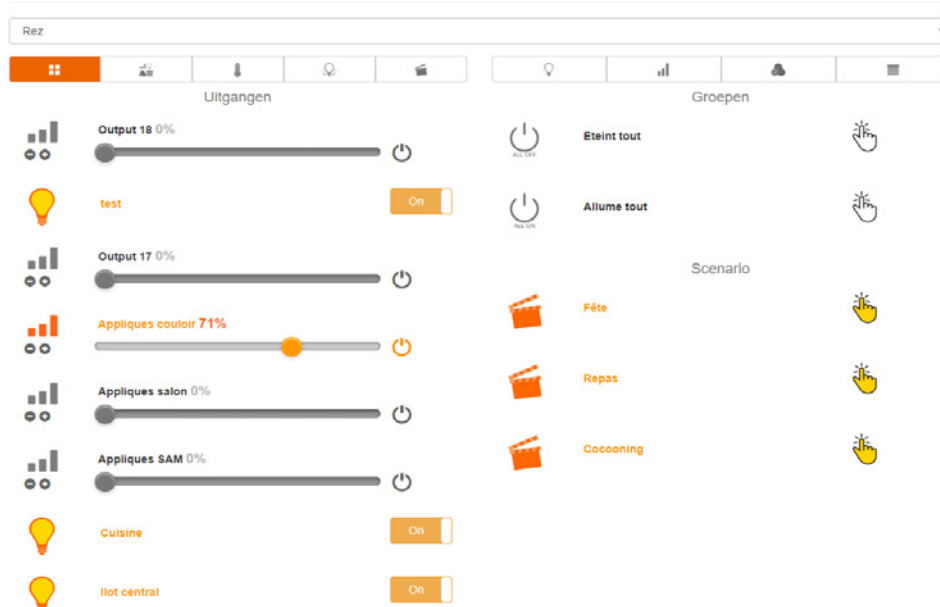 Rez
Uitgangen
Output 18 0%
test
On
Output 17 0%
Appliques couloir 71%
Appliques salon 0%
Appliques SAM 0%
Cuisine
On
Ilot central
On
Groepen
ALL OFF
Eteint tout
ALL ON
Allume tout
Scenario
Fête
Repas
Cocooning